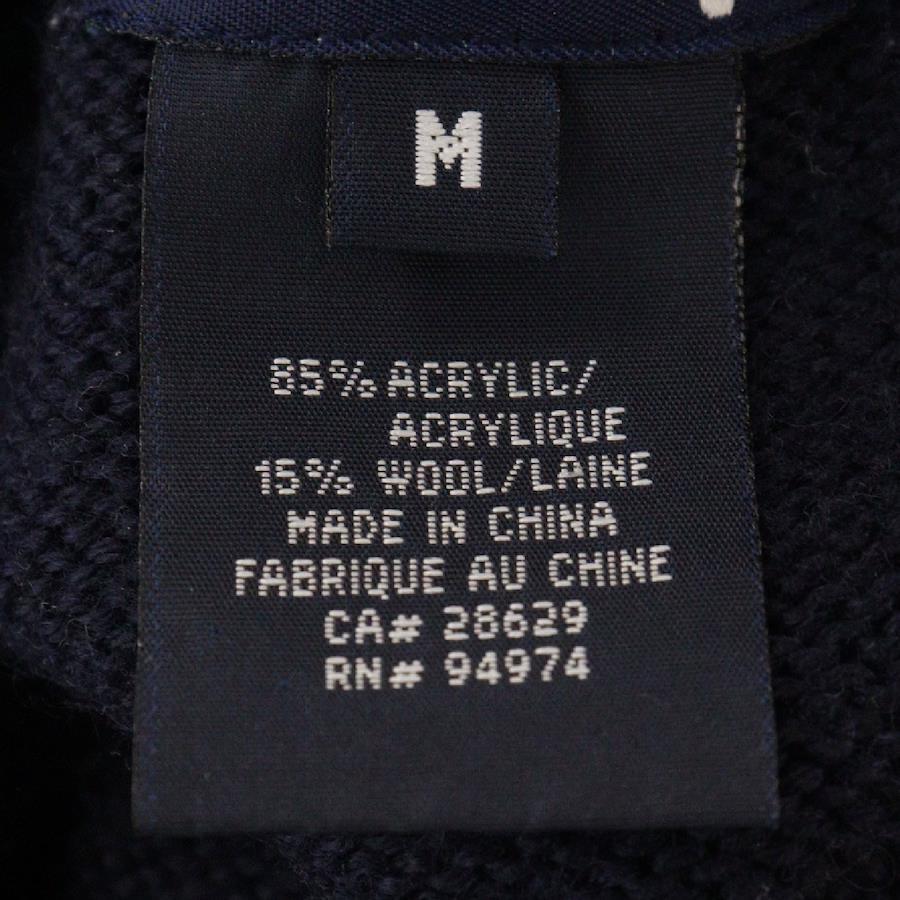 M
85% ACRYLIC/
ACRYLIQUE
15% WOOL/LAINE
MADE IN CHINA
FABRIQUE AU CHINE
CA# 28629
RN# 94974